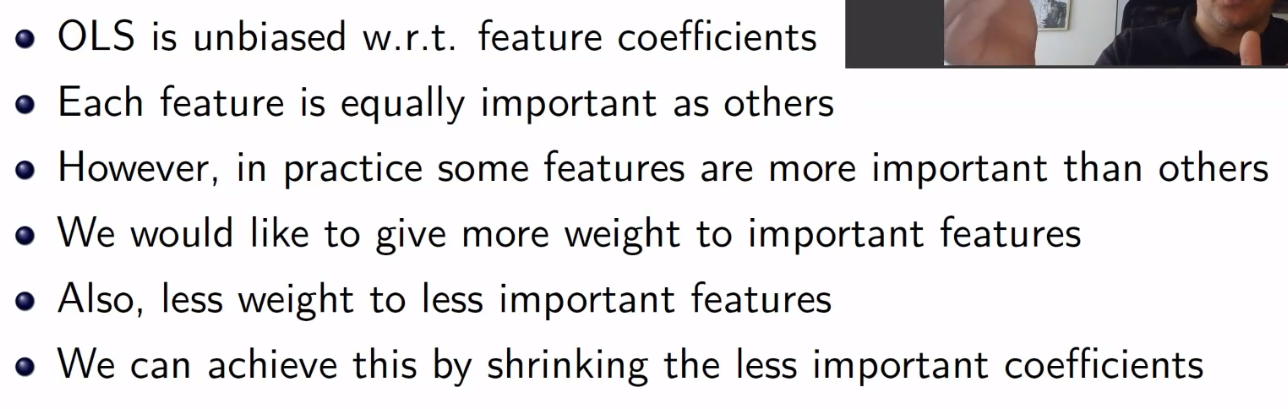 OLS is unbiased w.r.t. feature coefficients
Each feature is equally important as others
However, in practice some features are more important than others
We would like to give more weight to important features
Also, less weight to less important features
We can achieve this by shrinking the less important coefficients